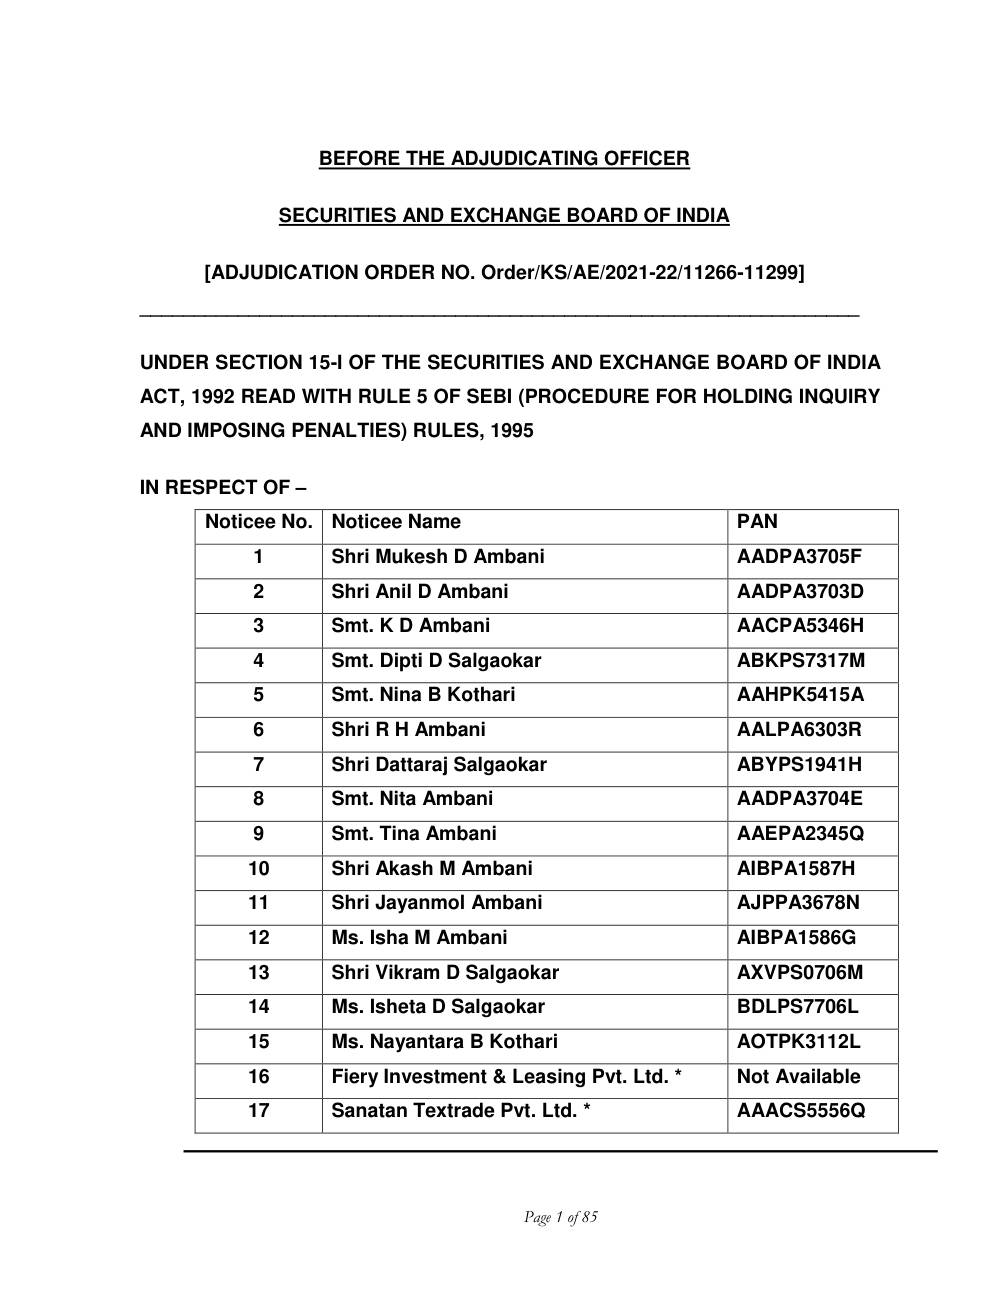 BEFORE THE ADJUDICATING OFFICER
SECURITIES AND EXCHANGE BOARD OF INDIA
[ADJUDICATION ORDER NO. Order/KS/AE/2021-22/11266-11299]
UNDER SECTION 15-I OF THE SECURITIES AND EXCHANGE BOARD OF INDIA
ACT, 1992 READ WITH RULE 5 OF SEBI (PROCEDURE FOR HOLDING INQUIRY
AND IMPOSING PENALTIES) RULES, 1995
IN RESPECT OF –
Noticee No. Noticee Name PAN
1 Shri Mukesh D Ambani AADPA3705F
2 Shri Anil D Ambani AADPA3703D
3 Smt. K D Ambani AACPA5346H
4 Smt. Dipti D Salgaokar ABKPS7317M
5 Smt. Nina B Kothari AAHPK5415A
6 Shri R H Ambani AALPA6303R
7 Shri Dattaraj Salgaokar ABYPS1941H
8 Smt. Nita Ambani AADPA3704E
9 Smt. Tina Ambani AAEPA2345Q
10 Shri Akash M Ambani AIBPA1587H
11 Shri Jayanmol Ambani AJPPA3678N
12 Ms. Isha M Ambani AIBPA1586G
13 Shri Vikram D Salgaokar AXVPS0706M
14 Ms. Isheta D Salgaokar BDLPS7706L
15 Ms. Nayantara B Kothari AOTPK3112L
16 Fiery Investment & Leasing Pvt. Ltd. * Not Available
17 Sanatan Textrade Pvt. Ltd. * AAACS5556Q
Page 1 of 85